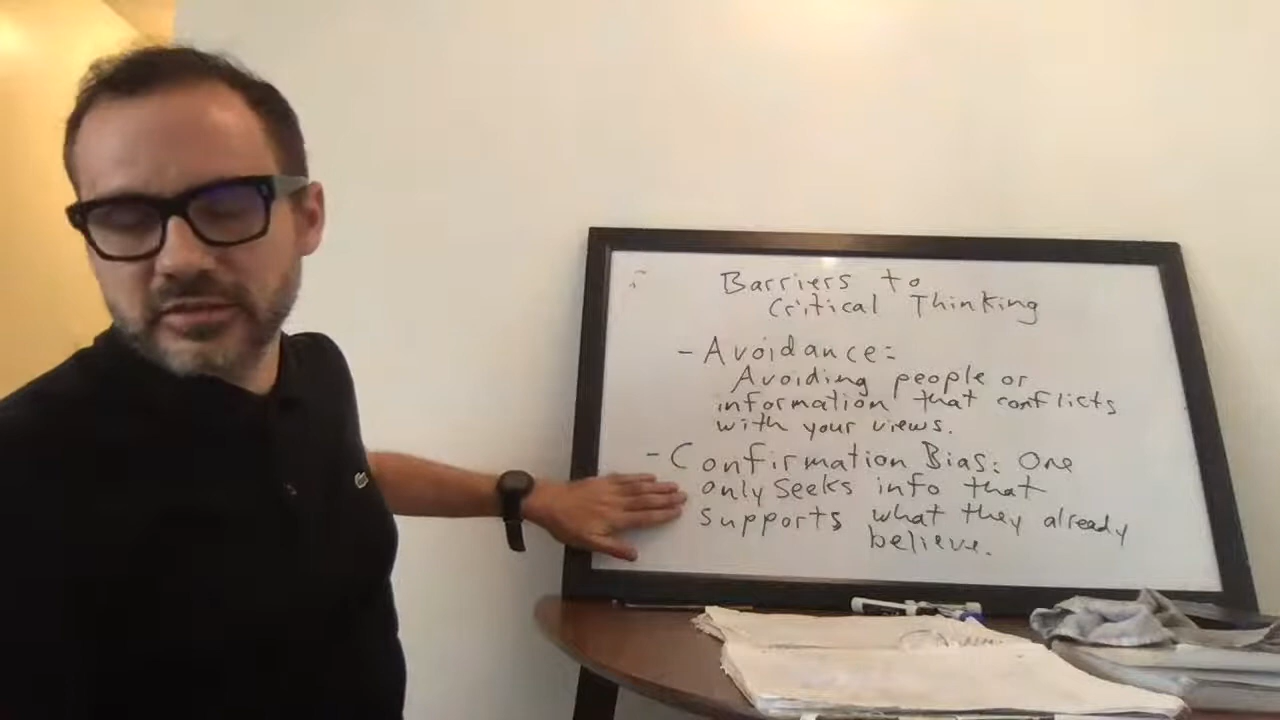 Barriers to
Critical Thinking
- Avoidance:
Avoiding people or
information that conflicts
with your views.
- Confirmation Bias: One
only seeks info that
supports what they already
believe.